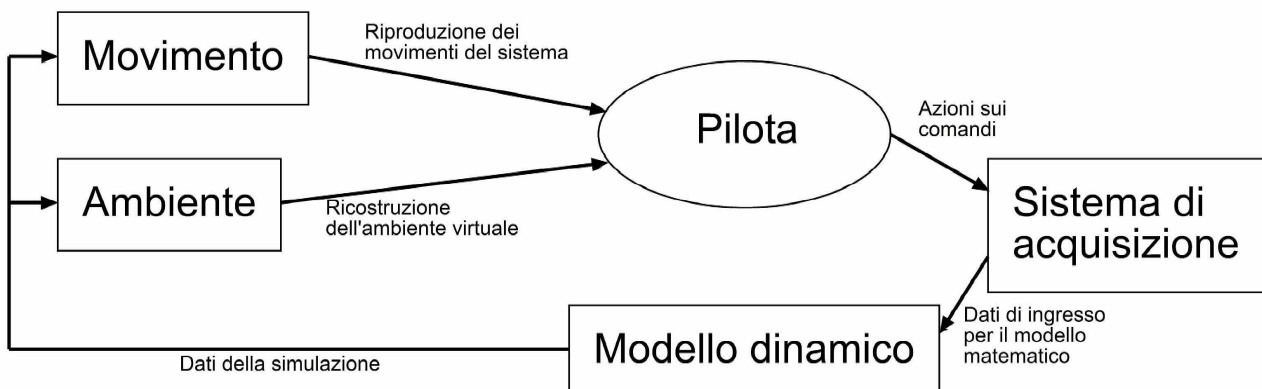 Movimento
Riproduzione dei
movimenti del sistema
Pilota
Azioni sui
comandi
Ambiente
Ricostruzione
dell'ambiente virtuale
Sistema di
acquisizione
Dati di ingresso
per il modello
matematico
Modello dinamico
Dati della simulazione